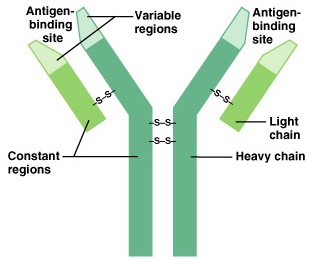 Antigen-
binding
site
Variable
regions
Antigen-
binding
site
S–S
S–S
S–S
S–S
Light
chain
Constant
regions
Heavy chain